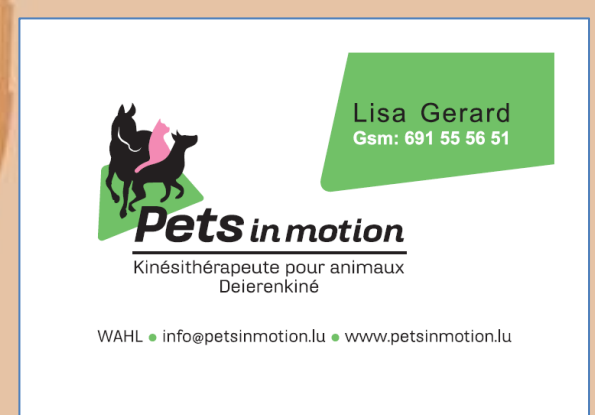 Lisa Gerard
Gsm: 691 55 56 51
Pets in motion
Kinésithérapeute pour animaux
Deierenkiné
WAHL • info@petsinmotion.lu • www.petsinmotion.lu